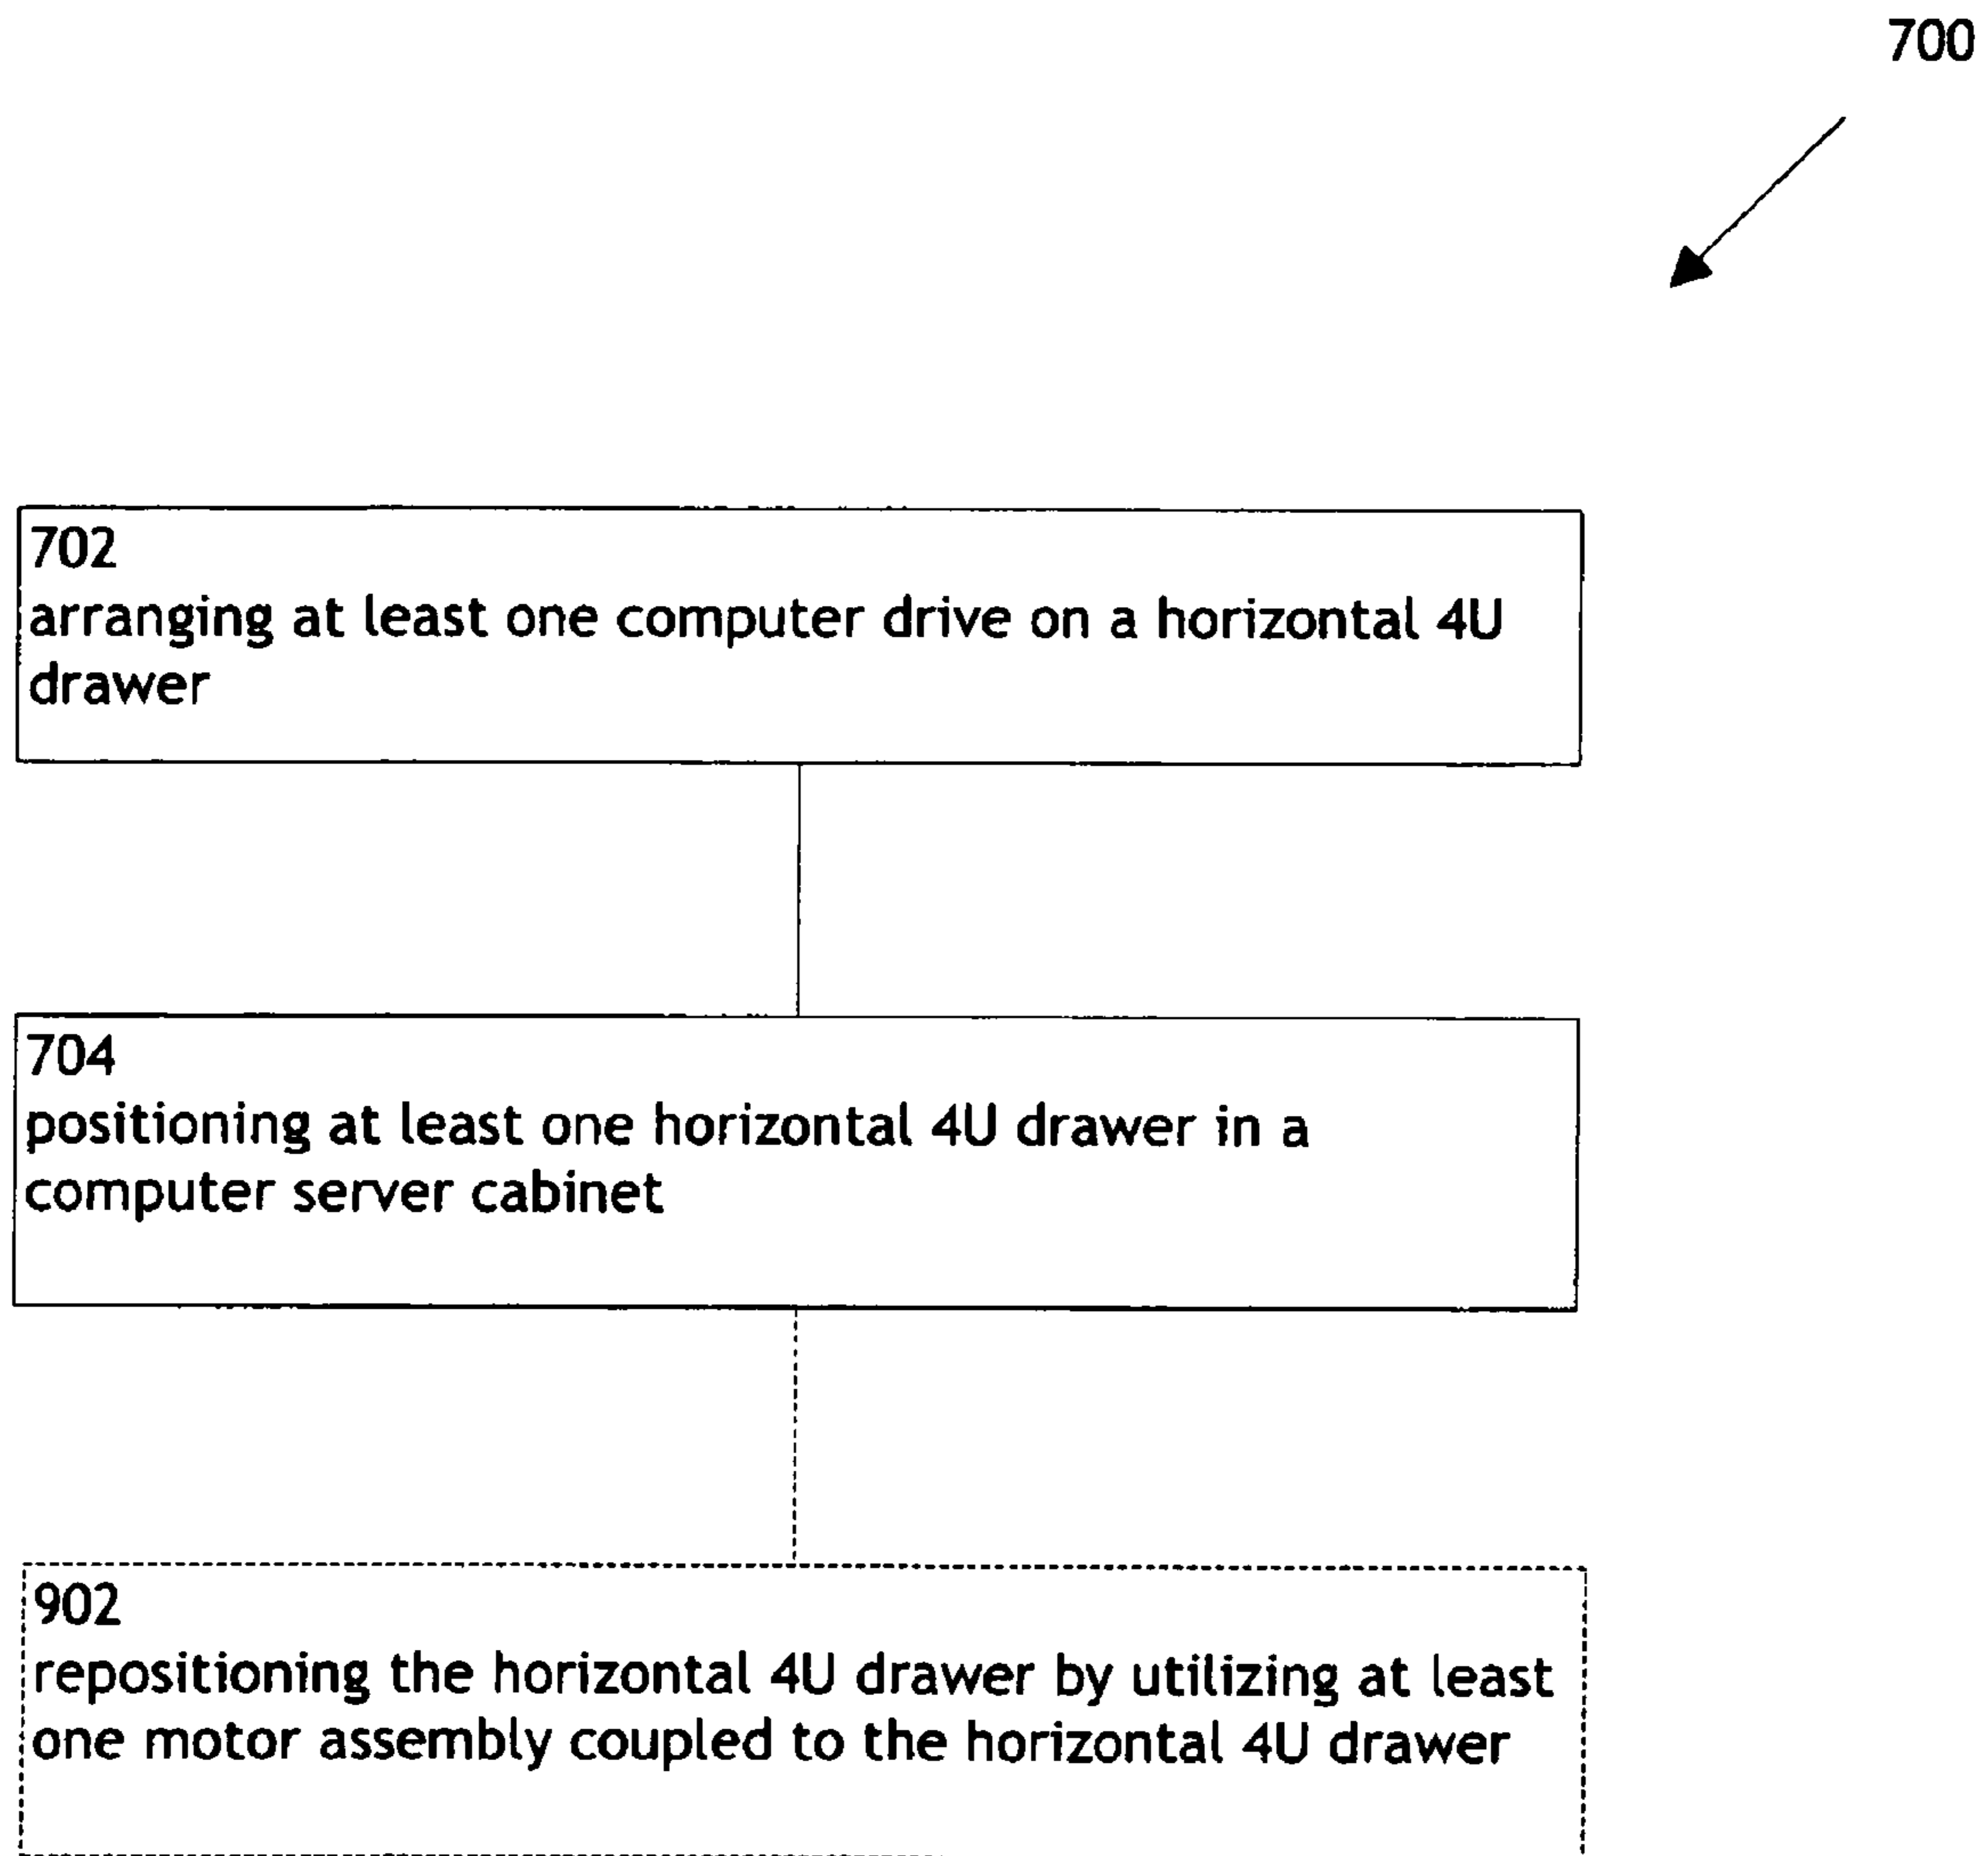 700
702
arranging at least one computer drive on a horizontal 4U
drawer
704
positioning at least one horizontal 4U drawer in a
computer server cabinet
902
repositioning the horizontal 4U drawer by utilizing at least
one motor assembly coupled to the horizontal 4U drawer